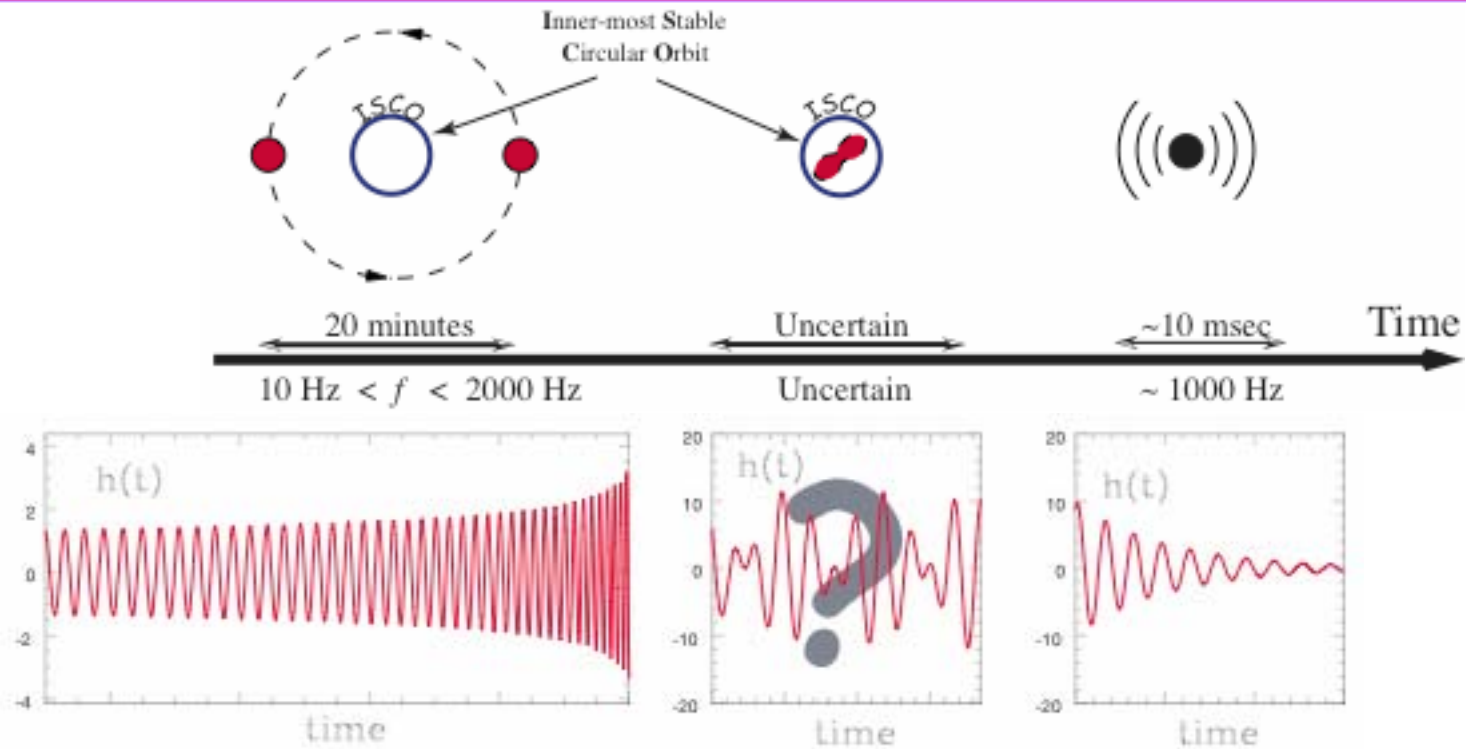 Inner-most Stable
Circular Orbit
ISCO
ISCO
20 minutes
Uncertain
~10 msec
Time
10 Hz < f < 2000 Hz
Uncertain
~ 1000 Hz
4
2
0
-2
-4
h(t)
time
20
10
0
-10
-20
h(t)
?
time
20
10
0
-10
-20
h(t)
time